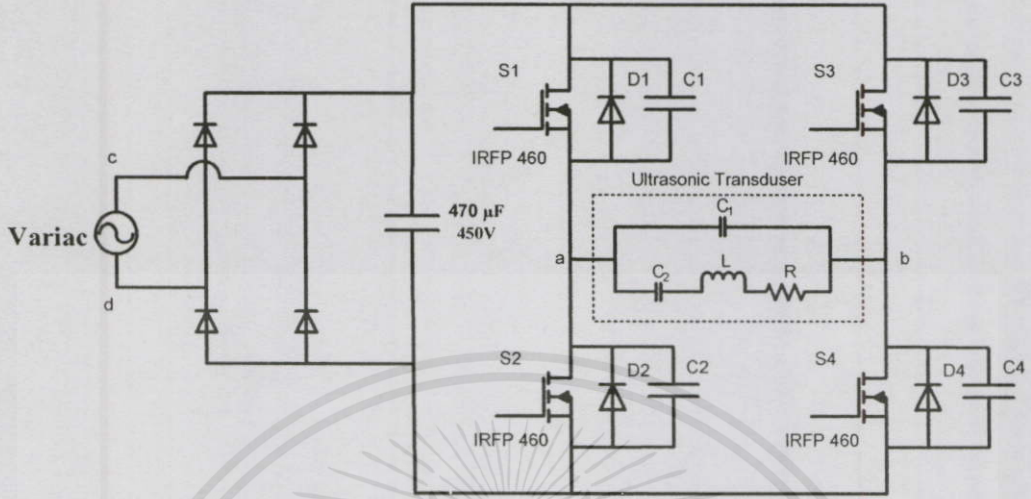 S1
D1
C1
S3
D3
C3
IRFP 460
IRFP 460
c
Variac
d
470 µF
450V
Ultrasonic Transduser
C1
a
b
C2
L
R
S2
D2
C2
S4
D4
C4
IRFP 460
IRFP 460